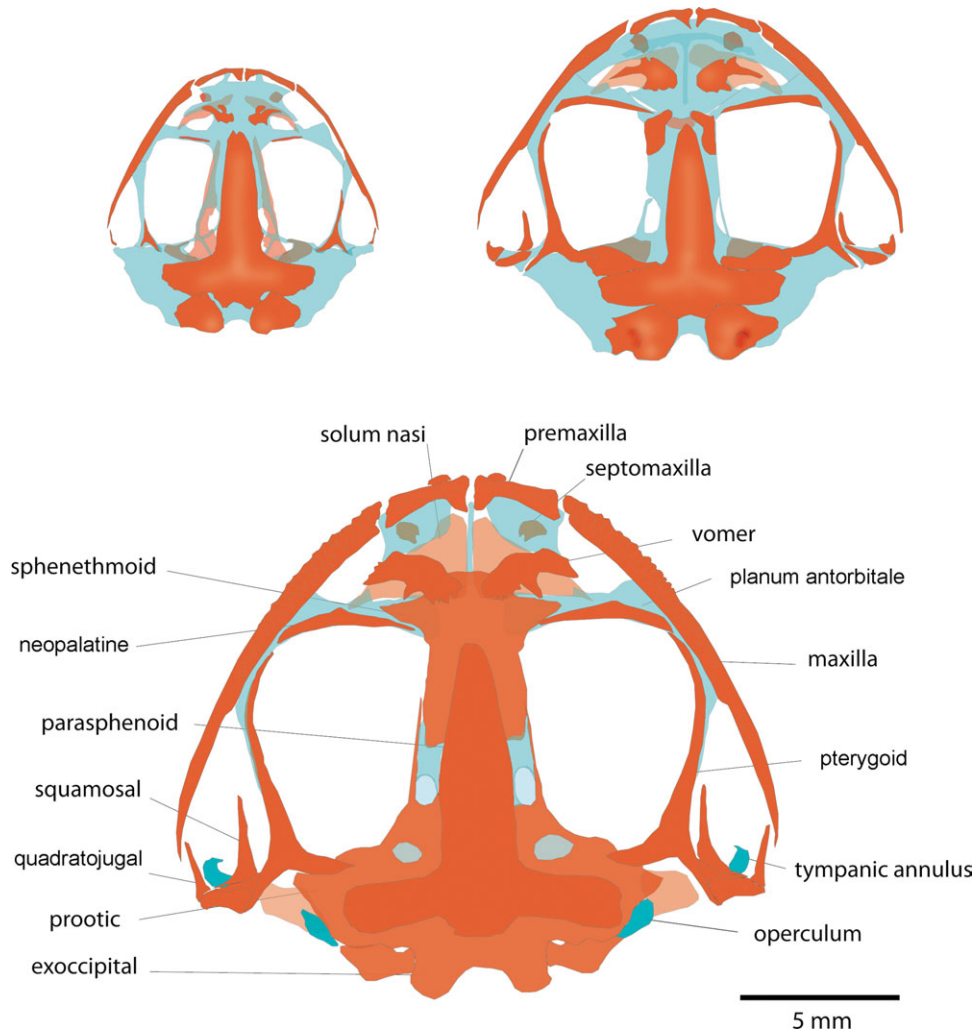 solum nasi
premaxilla
septomaxilla
sphenethmoid
vomer
planum antorbitale
neopalatine
maxilla
parasphenoid
pterygoid
squamosal
quadratojugal
tympanic annulus
prootic
operculum
exoccipital
5 mm